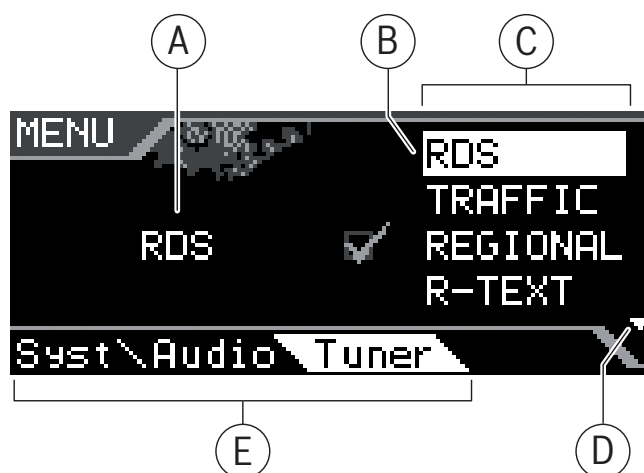 A
B
C
MENU
RDS
TRAFFIC
RDS
REGIONAL
R-TEXT
Syst\Audio\Tuner
E
D